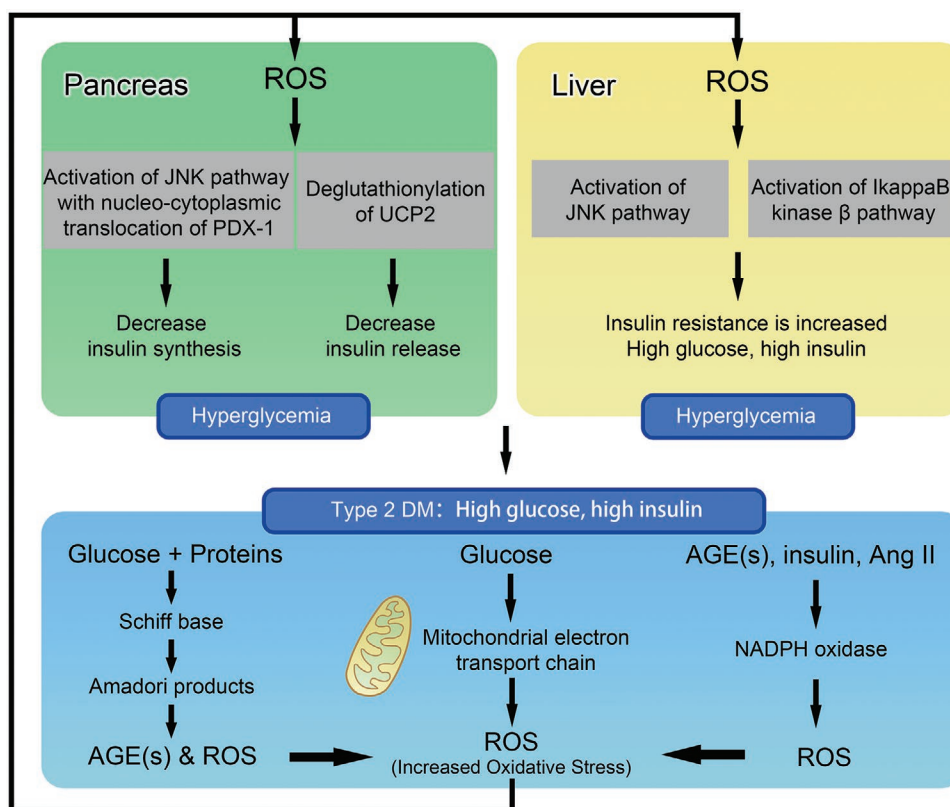 Pancreas
ROS
Activation of JNK pathway
with nucleo-cytoplasmic
translocation of PDX-1
Deglutathionylation
of UCP2
Decrease
insulin synthesis
Decrease
insulin release
Hyperglycemia
Liver
ROS
Activation of
JNK pathway
Activation of IkappaB
kinase β pathway
Insulin resistance is increased
High glucose, high insulin
Hyperglycemia
Type 2 DM: High glucose, high insulin
Glucose + Proteins
Schiff base
Amadori products
AGE(s) & ROS
Glucose
Mitochondrial electron
transport chain
ROS
(Increased Oxidative Stress)
AGE(s), insulin, Ang II
NADPH oxidase
ROS